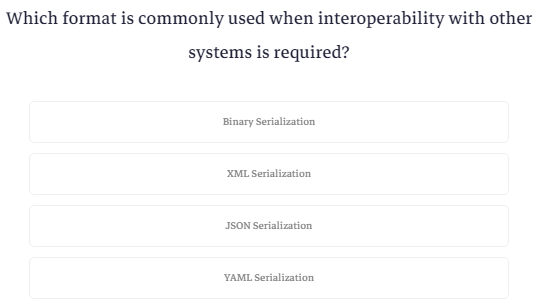 Which format is commonly used when interoperability with other
systems is required?
Binary Serialization
XML Serialization
JSON Serialization
YAML Serialization